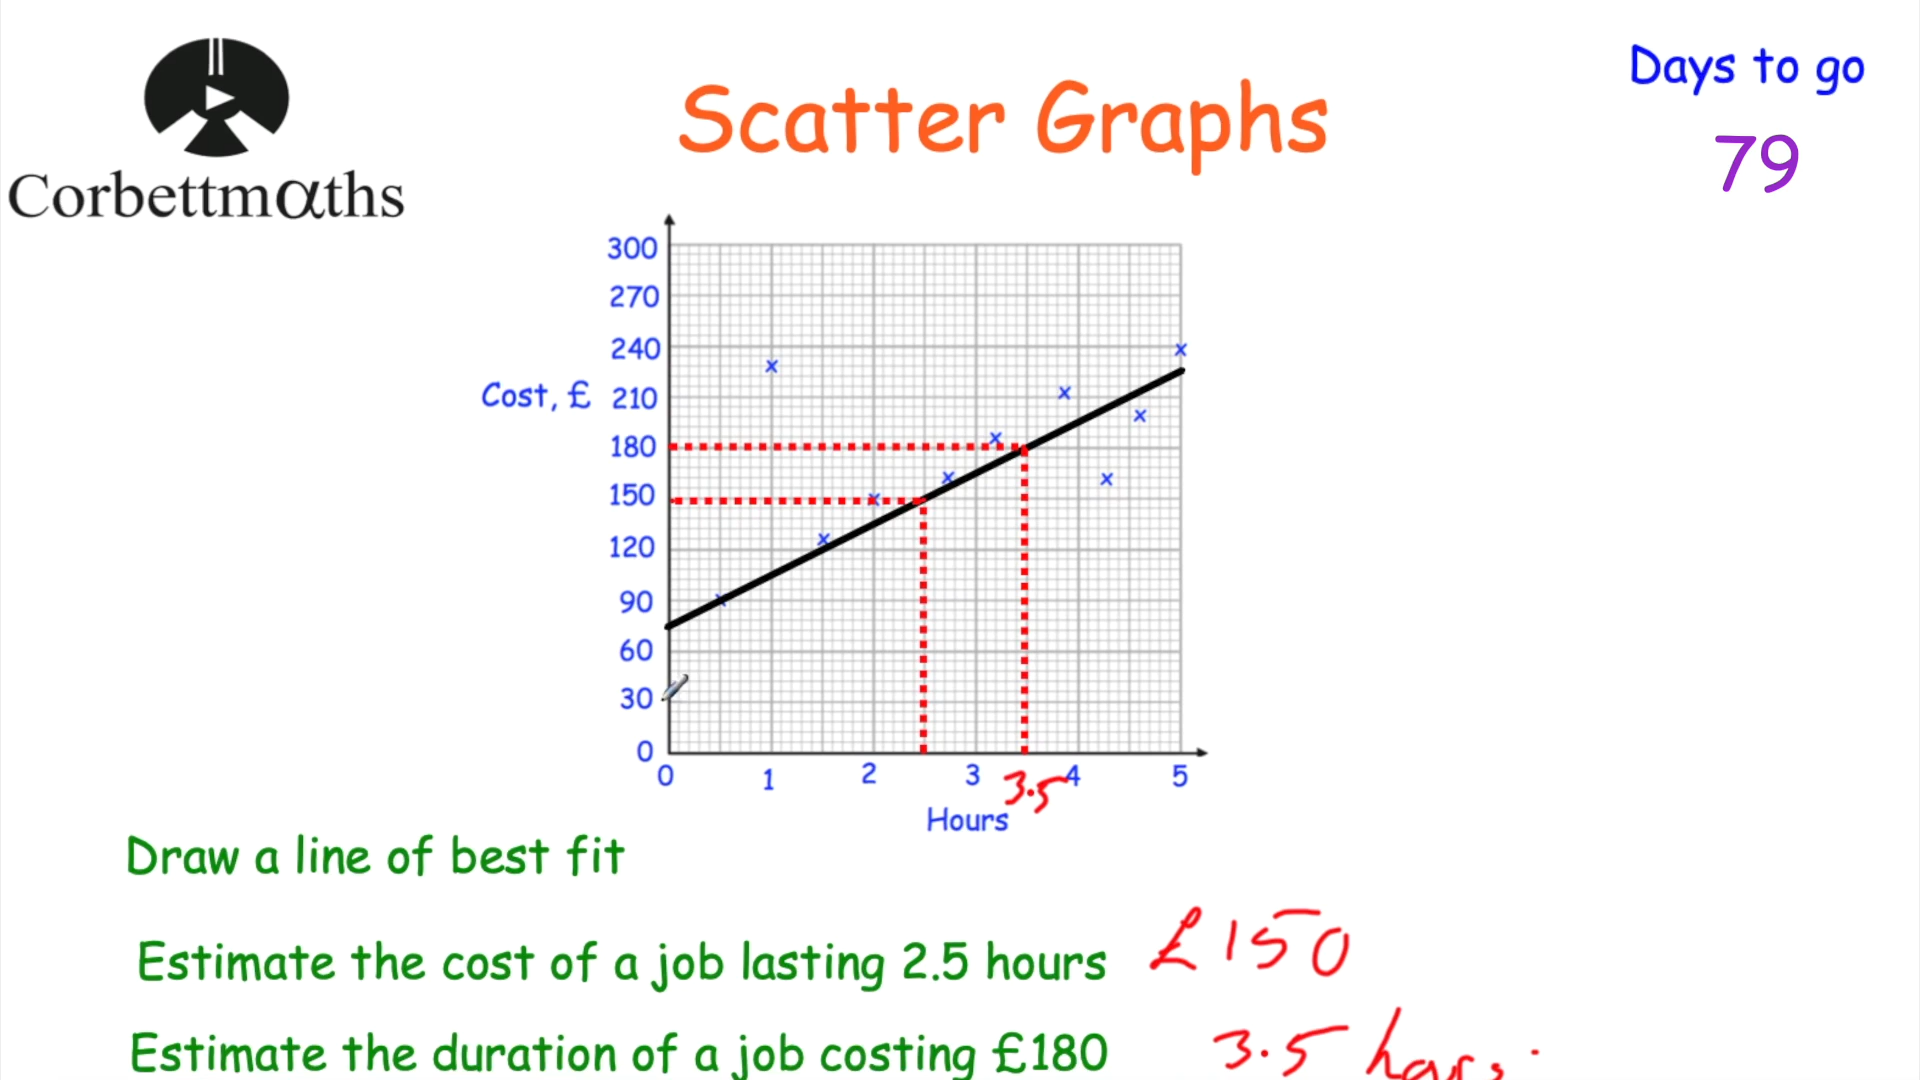 Corbettmαths
Scatter Graphs
Days to go
79
300
270
240
Cost, £ 210
180
150
120
90
60
30
0
0 1 2 3 4 5
3.5
Hours
Draw a line of best fit
Estimate the cost of a job lasting 2.5 hours £150
Estimate the duration of a job costing £180 3.5 hours